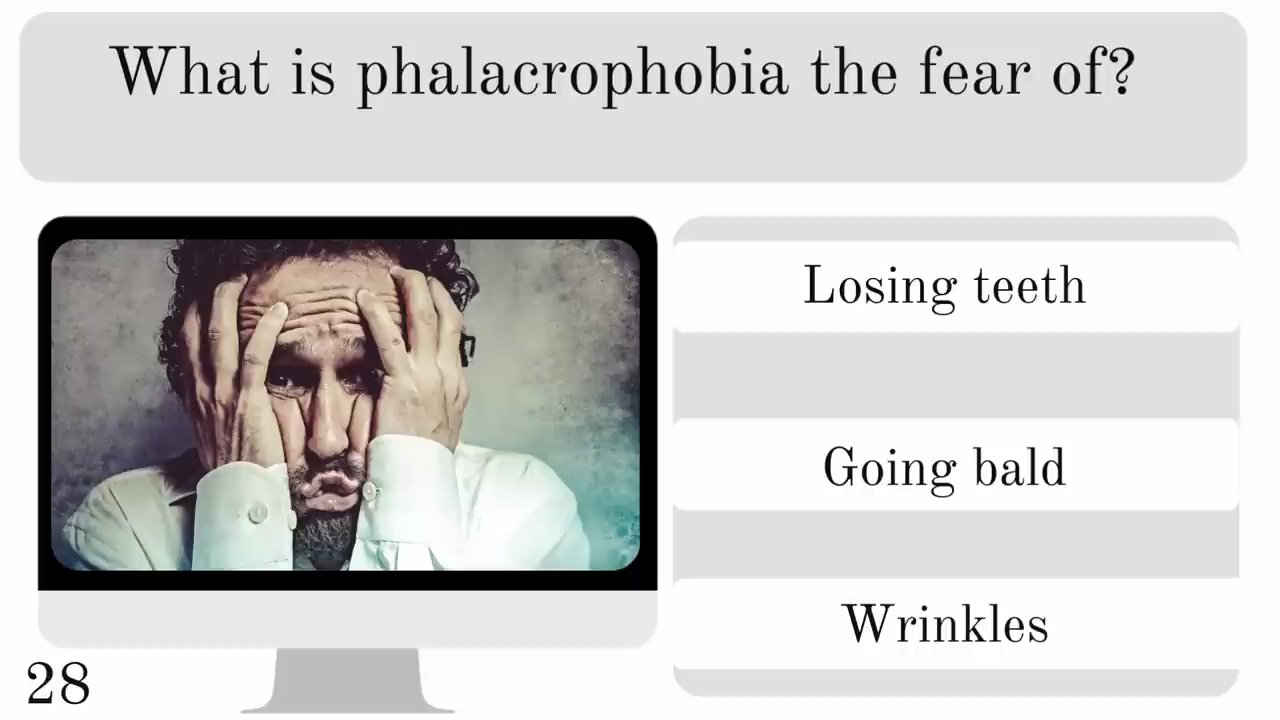 What is phalacrophobia the fear of?
Losing teeth
Going bald
Wrinkles
28